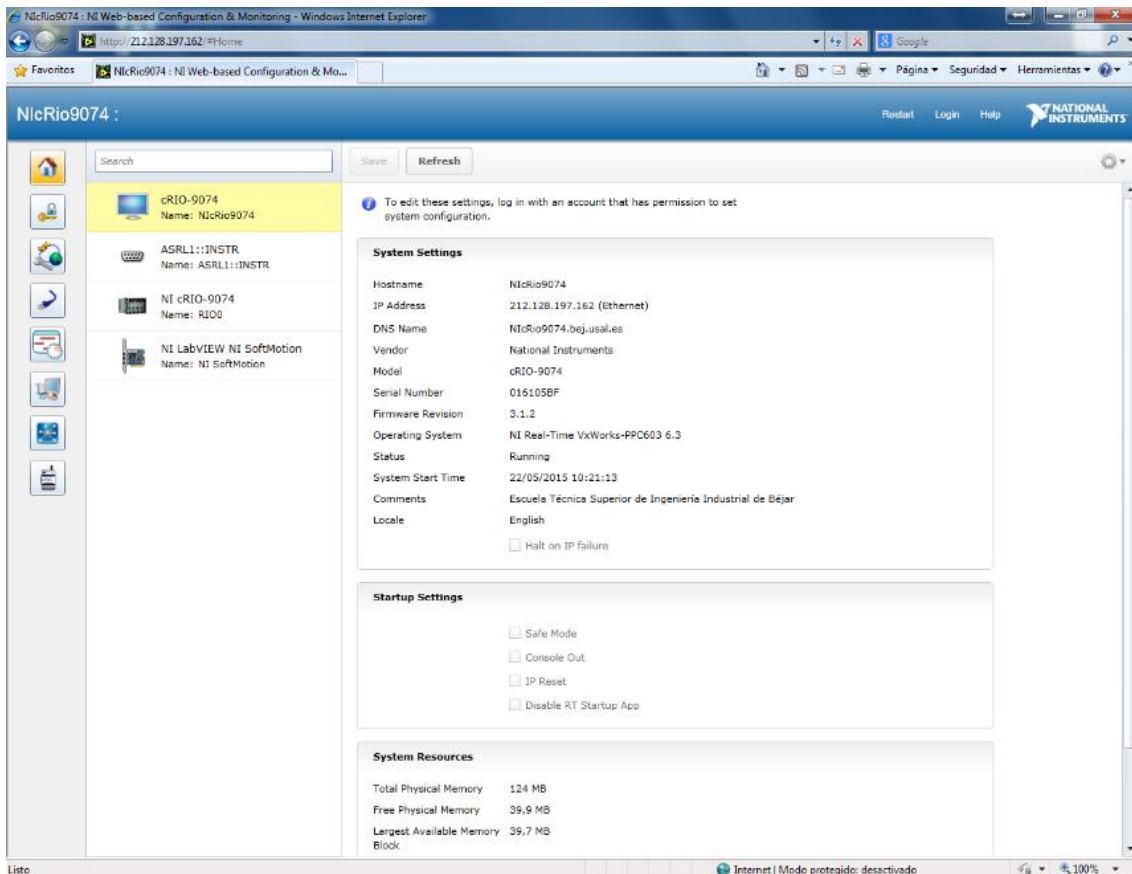 NIcRio9074 : NI Web-based Configuration & Monitoring - Windows Internet Explorer
http://212.128.197.162/#Home
Google
Favoritos
NIcRio9074 : NI Web-based Configuration & Mo...
Página
Seguridad
Herramientas
NIcRio9074 :
Restart
Login
Help
NATIONAL
INSTRUMENTS
Search
Save
Refresh
cRIO-9074
Name: NIcRio9074
ASRL1::INSTR
Name: ASRL1::INSTR
NI cRIO-9074
Name: RIO0
NI LabVIEW NI SoftMotion
Name: NI SoftMotion
To edit these settings, log in with an account that has permission to set
system configuration.
System Settings
Hostname NIcRio9074
IP Address 212.128.197.162 (Ethernet)
DNS Name NIcRio9074.bej.usal.es
Vendor National Instruments
Model cRIO-9074
Serial Number 016105BF
Firmware Revision 3.1.2
Operating System NI Real-Time VxWorks-PPC603 6.3
Status Running
System Start Time 22/05/2015 10:21:13
Comments Escuela Técnica Superior de Ingeniería Industrial de Béjar
Locale English
Halt on IP failure
Startup Settings
Safe Mode
Console Out
IP Reset
Disable RT Startup App
System Resources
Total Physical Memory 124 MB
Free Physical Memory 39,9 MB
Largest Available Memory 39,7 MB
Block
Listo
Internet | Modo protegido: desactivado
100%